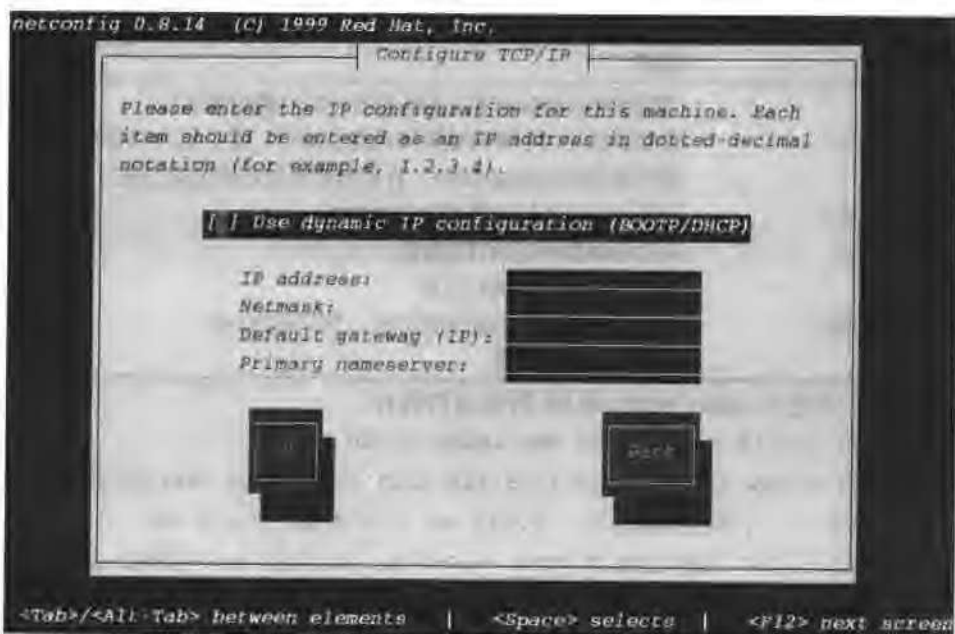 netconfig 0.8.14 (C) 1999 Red Hat, Inc.
Configure TCP/IP
Please enter the IP configuration for this machine. Each
item should be entered as an IP address in dotted-decimal
notation (for example, 1.2.3.4).
[ ] Use dynamic IP configuration (BOOTP/DHCP)
IP address:
Netmask:
Default gateway (IP):
Primary nameserver:
Back
<Tab>/<Alt-Tab> between elements | <Space> selects | <F12> next screen